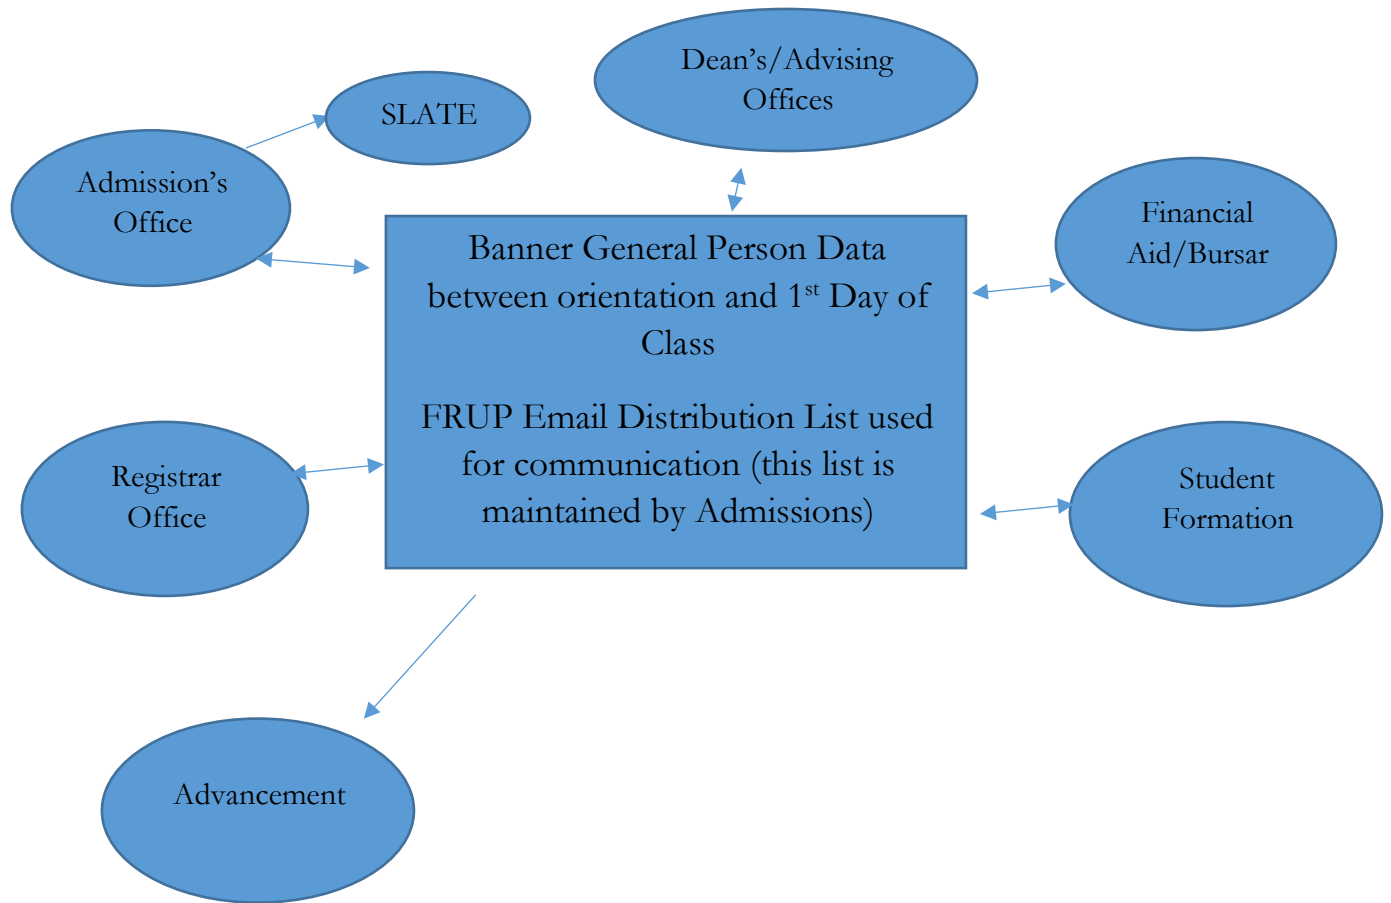 SLATE
Dean’s/Advising
Offices
Admission’s
Office
Financial
Aid/Bursar
Banner General Person Data
between orientation and 1st Day of
Class
FRUP Email Distribution List used
for communication (this list is
maintained by Admissions)
Registrar
Office
Student
Formation
Advancement